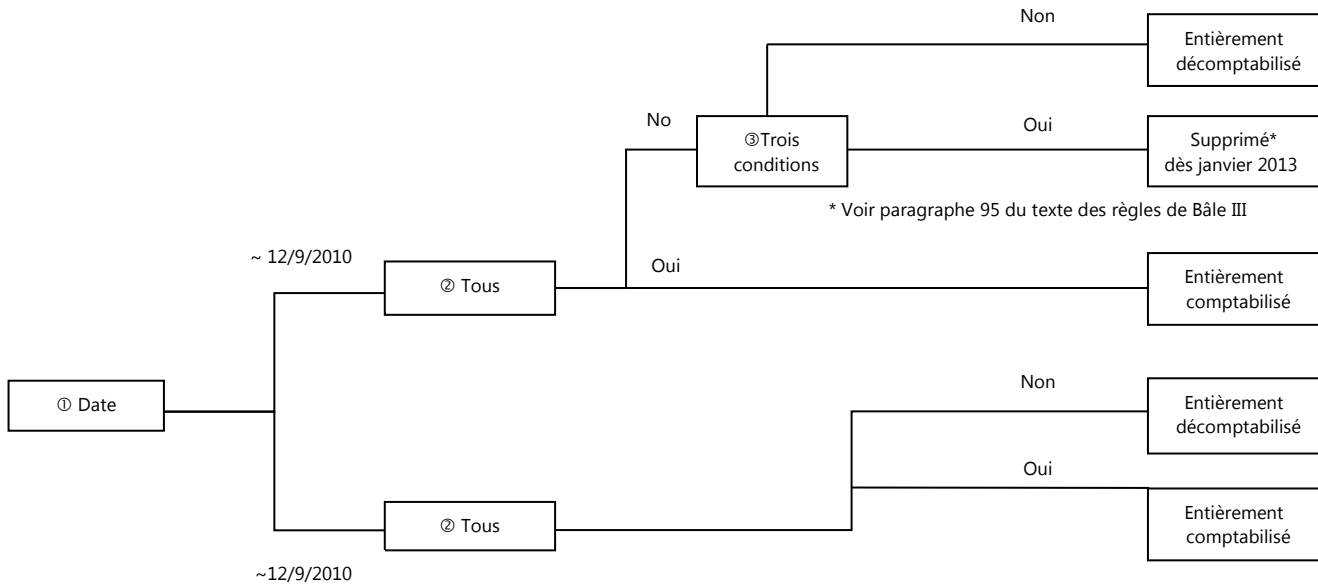 Non
Entièrement
décomptabilisé
No
③Trois
conditions
Oui
Supprimé*
dès janvier 2013
* Voir paragraphe 95 du texte des règles de Bâle III
~ 12/9/2010
② Tous
Oui
Entièrement
comptabilisé
① Date
Non
Entièrement
décomptabilisé
Oui
② Tous
Entièrement
comptabilisé
~12/9/2010